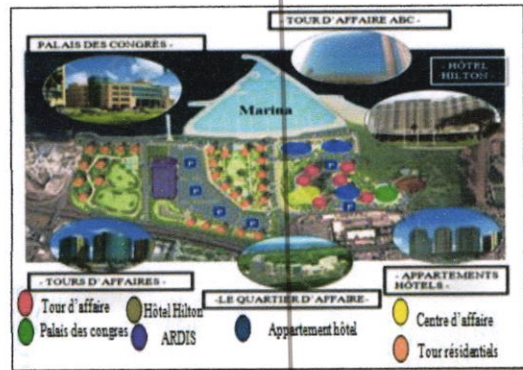 - TOUR D'AFFAIRE ABC -
PALAIS DES CONGRÈS -
- HÔTEL
HILTON -
Marina
P
P
P
P
P
P
P
- TOURS D'AFFAIRES -
-LE QUARTIER D'AFFAIRE-
- APPARTEMENTS
HÔTELS -
Tour d'affaire
Hôtel Hilton
Appartement hôtel
Centre d'affaire
Palais des congres
ARDIS
Tour résidentiels